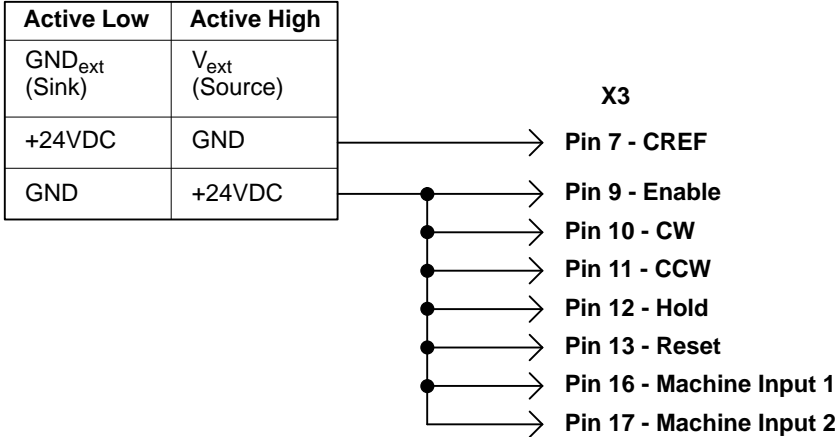 Active Low Active High
GNDext Vext
(Sink) (Source)
X3
+24VDC GND Pin 7 - CREF
GND +24VDC Pin 9 - Enable
Pin 10 - CW
Pin 11 - CCW
Pin 12 - Hold
Pin 13 - Reset
Pin 16 - Machine Input 1
Pin 17 - Machine Input 2